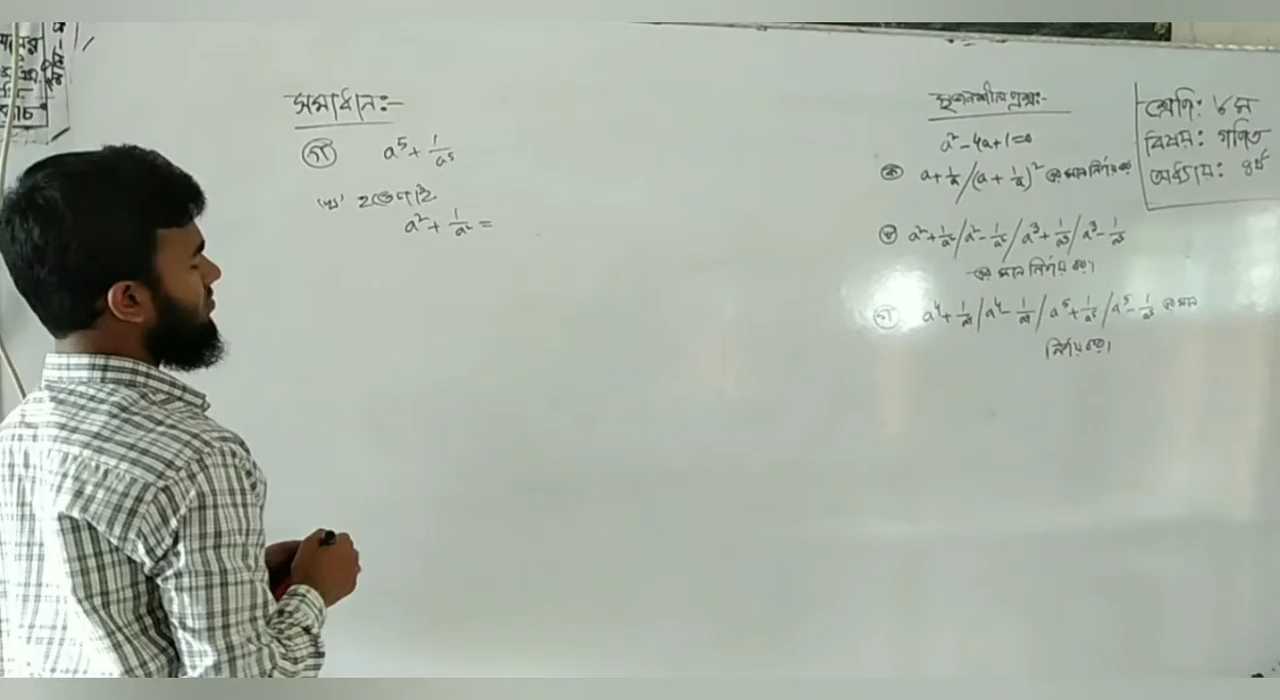 সমাধান:-
গ a⁵ + 1/a⁵
'খ' হতে পাই
a² + 1/a² =
সৃজনশীল প্রশ্ন:-
a² - 4a + 1 = 0
ক a + 1/a / (a + 1/a)² এর মান নির্ণয় কর
খ a² + 1/a² / a² - 1/a² / a³ + 1/a³ / a³ - 1/a³
এর মান নির্ণয় কর।
গ a⁴ + 1/a⁴ / a⁴ - 1/a⁴ / a⁵ + 1/a⁵ / a⁵ - 1/a⁵ এর মান
নির্ণয় কর।
শ্রেণি: ৮ম
বিষয়: গণিত
অধ্যায়: ৪র্থ